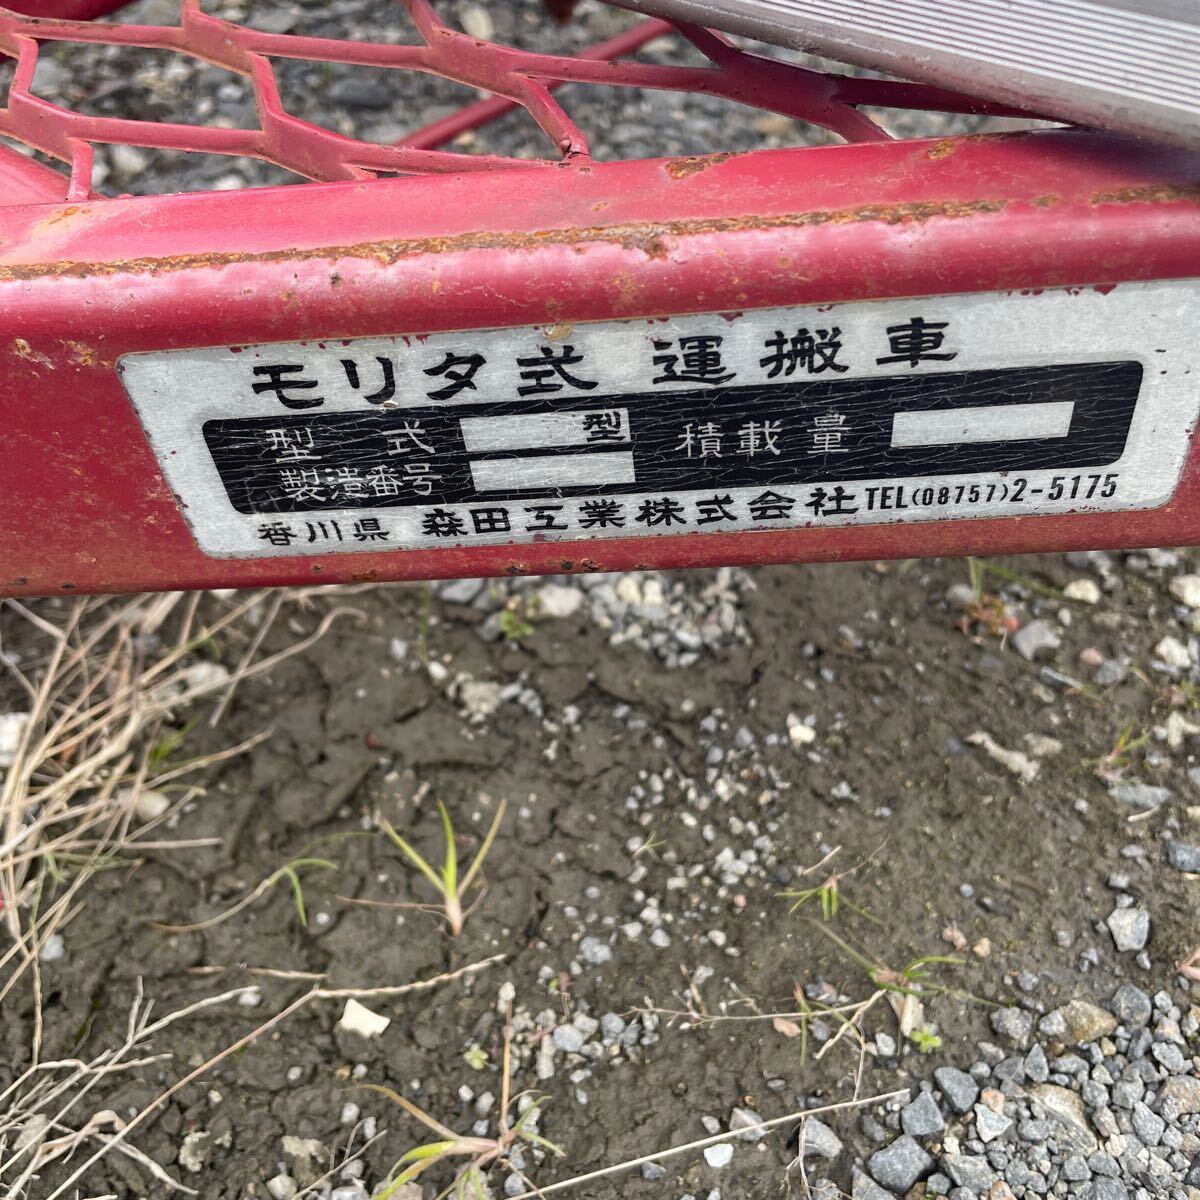 モリタ式 運搬車
型式 型 積載量
製造番号
香川県 森田工業株式会社 TEL(08757)2-5175